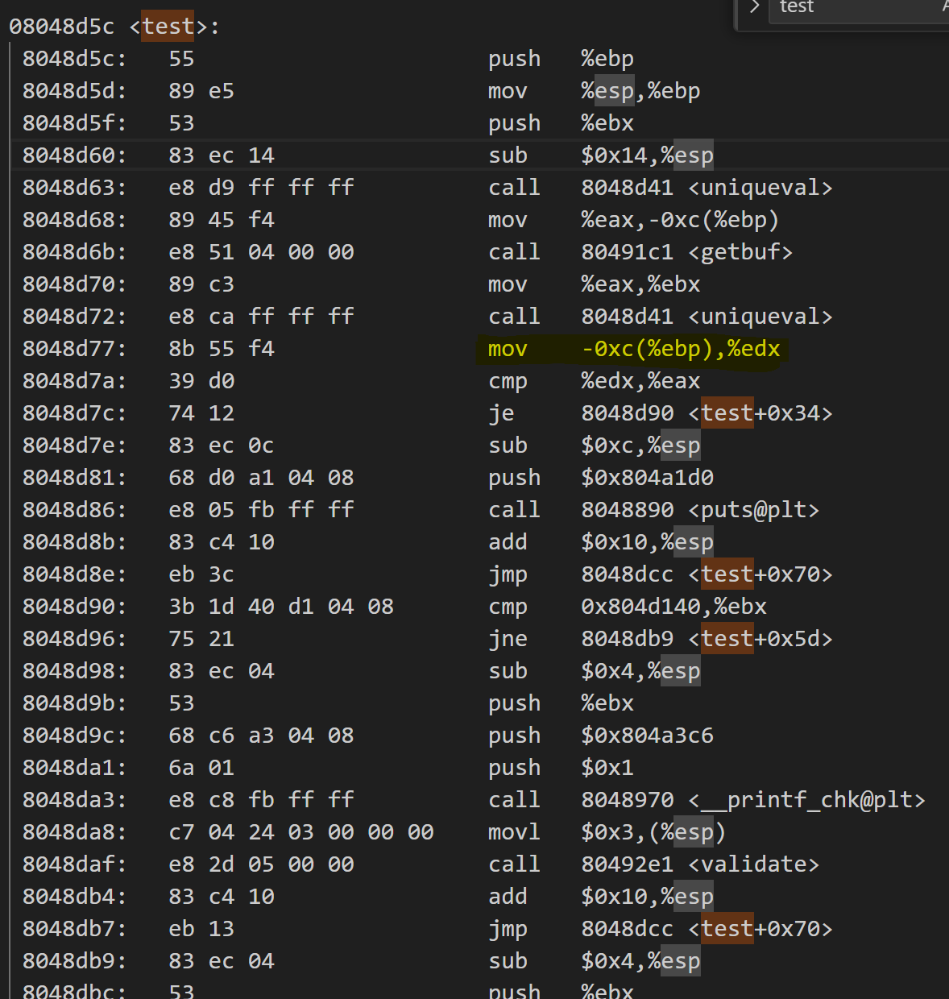 > test
08048d5c <test>:
8048d5c: 55 push %ebp
8048d5d: 89 e5 mov %esp,%ebp
8048d5f: 53 push %ebx
8048d60: 83 ec 14 sub $0x14,%esp
8048d63: e8 d9 ff ff ff call 8048d41 <uniqueval>
8048d68: 89 45 f4 mov %eax,-0xc(%ebp)
8048d6b: e8 51 04 00 00 call 80491c1 <getbuf>
8048d70: 89 c3 mov %eax,%ebx
8048d72: e8 ca ff ff ff call 8048d41 <uniqueval>
8048d77: 8b 55 f4 mov -0xc(%ebp),%edx
8048d7a: 39 d0 cmp %edx,%eax
8048d7c: 74 12 je 8048d90 <test+0x34>
8048d7e: 83 ec 0c sub $0xc,%esp
8048d81: 68 d0 a1 04 08 push $0x804a1d0
8048d86: e8 05 fb ff ff call 8048890 <puts@plt>
8048d8b: 83 c4 10 add $0x10,%esp
8048d8e: eb 3c jmp 8048dcc <test+0x70>
8048d90: 3b 1d 40 d1 04 08 cmp 0x804d140,%ebx
8048d96: 75 21 jne 8048db9 <test+0x5d>
8048d98: 83 ec 04 sub $0x4,%esp
8048d9b: 53 push %ebx
8048d9c: 68 c6 a3 04 08 push $0x804a3c6
8048da1: 6a 01 push $0x1
8048da3: e8 c8 fb ff ff call 8048970 <__printf_chk@plt>
8048da8: c7 04 24 03 00 00 00 movl $0x3,(%esp)
8048daf: e8 2d 05 00 00 call 80492e1 <validate>
8048db4: 83 c4 10 add $0x10,%esp
8048db7: eb 13 jmp 8048dcc <test+0x70>
8048db9: 83 ec 04 sub $0x4,%esp
8048dbc: 53 push %ebx